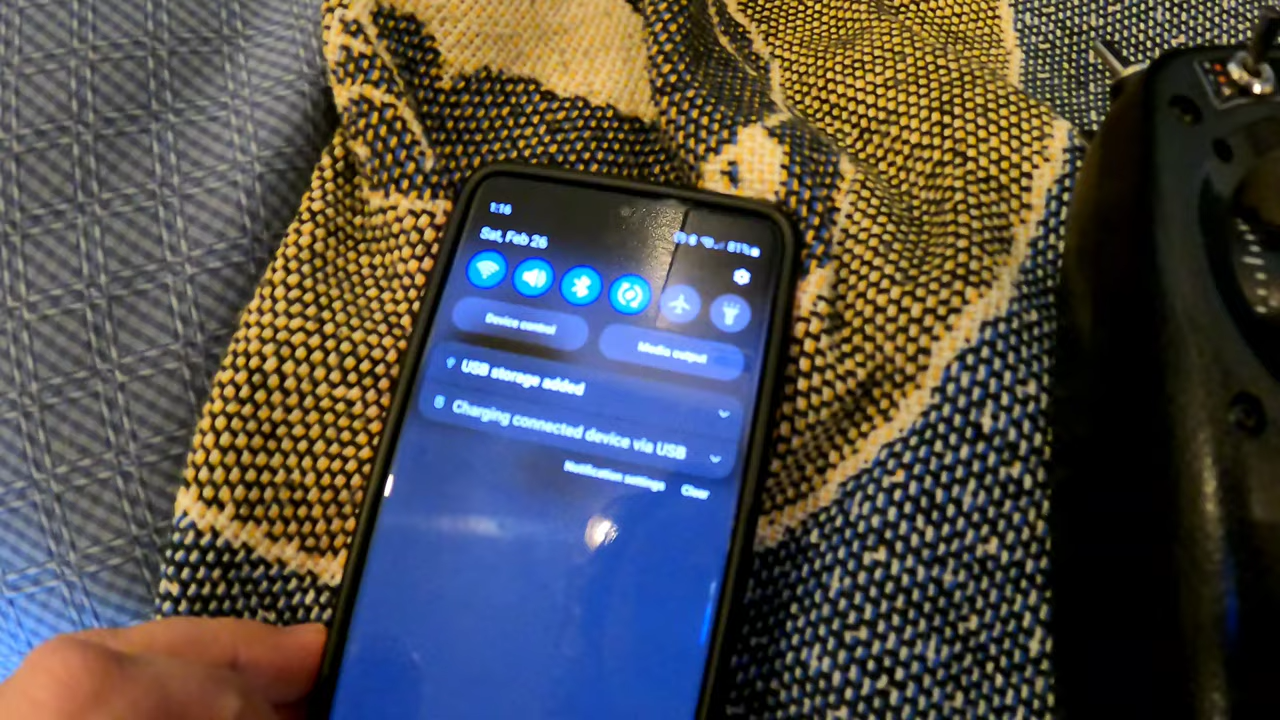 1:16
81%
Sat, Feb 26
Device control
Media output
USB storage added
Charging connected device via USB
Notification settings
Clear